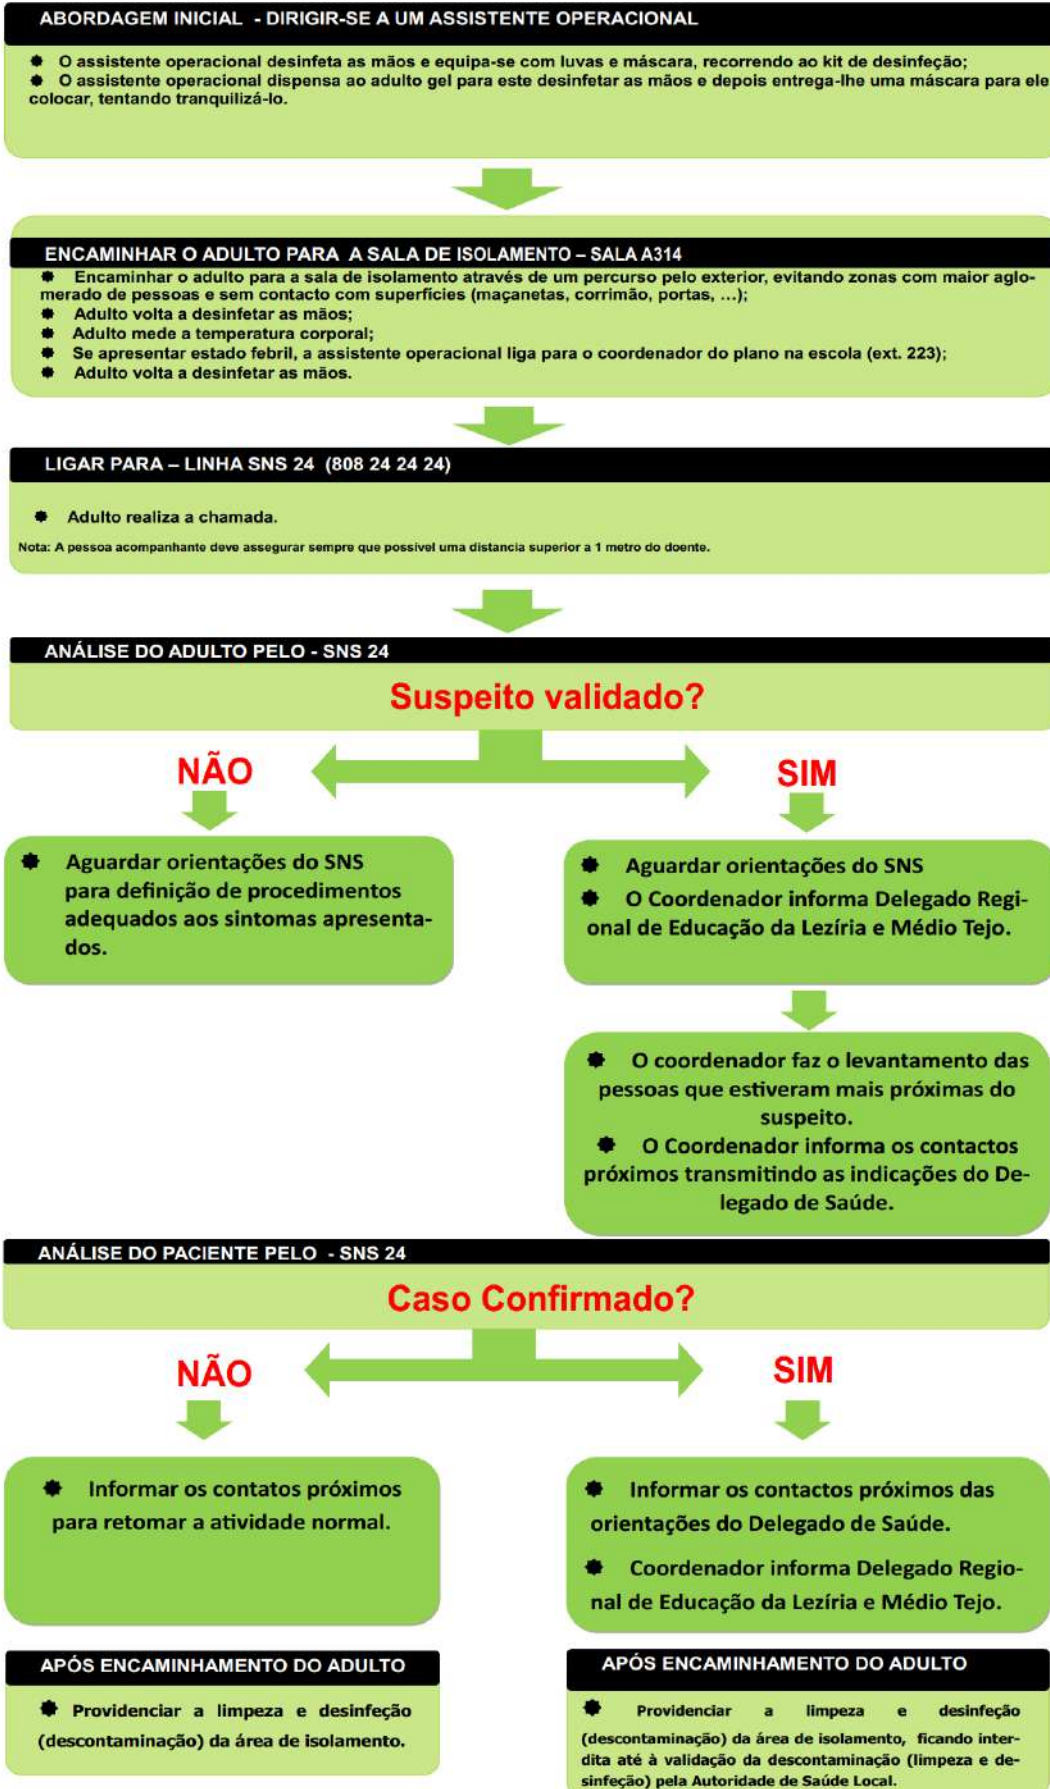 ABORDAGEM INICIAL - DIRIGIR-SE A UM ASSISTENTE OPERACIONAL
O assistente operacional desinfeta as mãos e equipa-se com luvas e máscara, recorrendo ao kit de desinfeção;
O assistente operacional dispensa ao adulto gel para este desinfetar as mãos e depois entrega-lhe uma máscara para ele
colocar, tentando tranquilizá-lo.
ENCAMINHAR O ADULTO PARA A SALA DE ISOLAMENTO – SALA A314
Encaminhar o adulto para a sala de isolamento através de um percurso pelo exterior, evitando zonas com maior aglo-
merado de pessoas e sem contacto com superfícies (maçanetas, corrimão, portas, ...);
Adulto volta a desinfetar as mãos;
Adulto mede a temperatura corporal;
Se apresentar estado febril, a assistente operacional liga para o coordenador do plano na escola (ext. 223);
Adulto volta a desinfetar as mãos.
LIGAR PARA – LINHA SNS 24 (808 24 24 24)
Adulto realiza a chamada.
Nota: A pessoa acompanhante deve assegurar sempre que possível uma distancia superior a 1 metro do doente.
ANÁLISE DO ADULTO PELO - SNS 24
Suspeito validado?
NÃO
SIM
Aguardar orientações do SNS
para definição de procedimentos
adequados aos sintomas apresenta-
dos.
Aguardar orientações do SNS
O Coordenador informa Delegado Regi-
onal de Educação da Lezíria e Médio Tejo.
O coordenador faz o levantamento das
pessoas que estiveram mais próximas do
suspeito.
O Coordenador informa os contactos
próximos transmitindo as indicações do De-
legado de Saúde.
ANÁLISE DO PACIENTE PELO - SNS 24
Caso Confirmado?
NÃO
SIM
Informar os contatos próximos
para retomar a atividade normal.
Informar os contactos próximos das
orientações do Delegado de Saúde.
Coordenador informa Delegado Regio-
nal de Educação da Lezíria e Médio Tejo.
APÓS ENCAMINHAMENTO DO ADULTO
Providenciar a limpeza e desinfeção
(descontaminação) da área de isolamento.
APÓS ENCAMINHAMENTO DO ADULTO
Providenciar a limpeza e desinfeção
(descontaminação) da área de isolamento, ficando inter-
dita até à validação da descontaminação (limpeza e de-
sinfeção) pela Autoridade de Saúde Local.